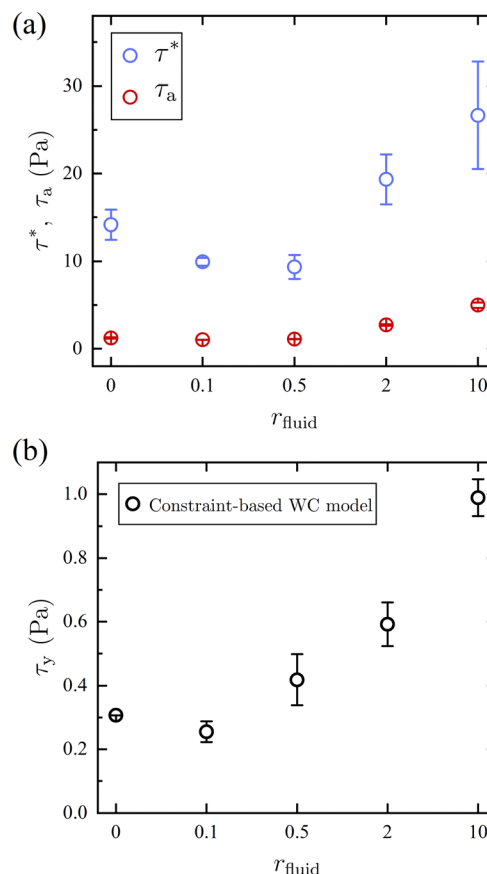 (a)
τ*
τa
τ*, τa (Pa)
30
20
10
0
0 0.1 0.5 2 10
rfluid
(b)
Constraint-based WC model
τy (Pa)
1.0
0.8
0.6
0.4
0.2
0.0
0 0.1 0.5 2 10
rfluid